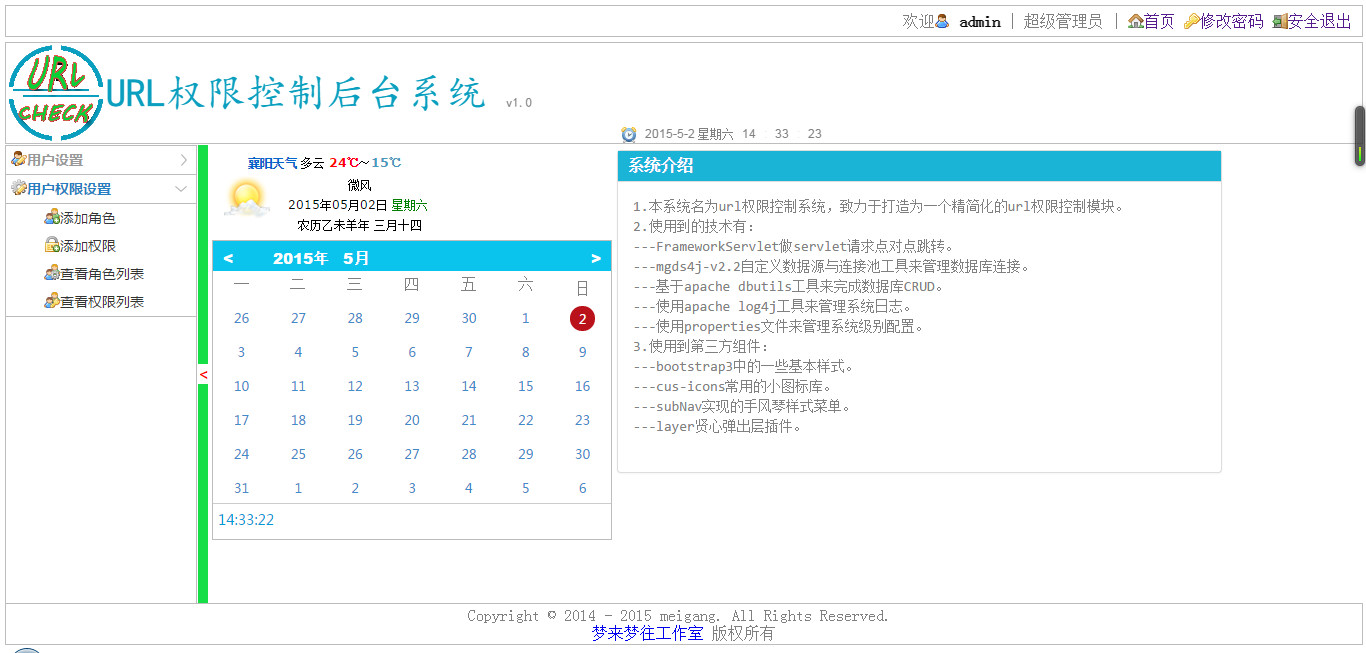 欢迎 admin | 超级管理员 | 首页 修改密码 安全退出
URL
CHECK
URL权限控制后台系统 v1.0
2015-5-2 星期六 14 33 23
用户设置
用户权限设置
添加角色
添加权限
查看角色列表
查看权限列表
<
襄阳天气 多云 24℃~15℃
微风
2015年05月02日 星期六
农历乙未羊年 三月十四
< 2015年 5月 >
一 二 三 四 五 六 日
26 27 28 29 30 1 2
3 4 5 6 7 8 9
10 11 12 13 14 15 16
17 18 19 20 21 22 23
24 25 26 27 28 29 30
31 1 2 3 4 5 6
14:33:22
系统介绍
1.本系统名为url权限控制系统，致力于打造为一个精简化的url权限控制模块。
2.使用到的技术有:
---FrameworkServlet做servlet请求点对点跳转。
---mgds4j-v2.2自定义数据源与连接池工具来管理数据库连接。
---基于apache dbutils工具来完成数据库CRUD。
---使用apache log4j工具来管理系统日志。
---使用properties文件来管理系统级别配置。
3.使用到第三方组件:
---bootstrap3中的一些基本样式。
---cus-icons常用的小图标库。
---subNav实现的手风琴样式菜单。
---layer贤心弹出层插件。
Copyright © 2014 - 2015 meigang. All Rights Reserved.
梦来梦往工作室 版权所有